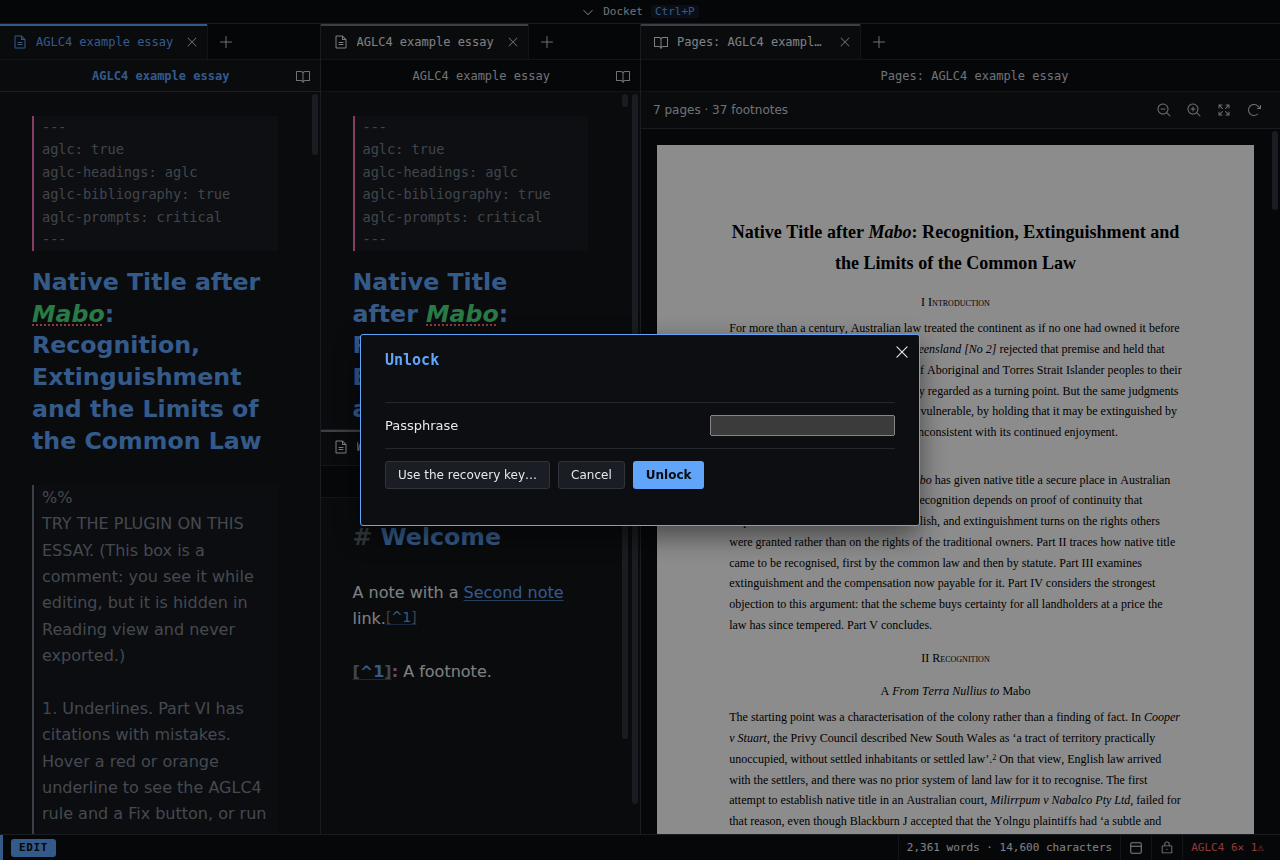 Docket Ctrl+P
AGLC4 example essay
AGLC4 example essay
Pages: AGLC4 exampl…
AGLC4 example essay
AGLC4 example essay
Pages: AGLC4 example essay
7 pages · 37 footnotes
---
aglc: true
aglc-headings: aglc
aglc-bibliography: true
aglc-prompts: critical
---
Native Title after
Mabo:
Recognition,
Extinguishment
and the Limits of
the Common Law
%%
TRY THE PLUGIN ON THIS
ESSAY. (This box is a
comment: you see it while
editing, but it is hidden in
Reading view and never
exported.)
1. Underlines. Part VI has
citations with mistakes.
Hover a red or orange
underline to see the AGLC4
rule and a Fix button, or run
---
aglc: true
aglc-headings: aglc
aglc-bibliography: true
aglc-prompts: critical
---
Native Title
after Mabo:
# Welcome
A note with a Second note
link.[^1]
[^1]: A footnote.
Unlock
Passphrase
Use the recovery key…
Cancel
Unlock
Native Title after Mabo: Recognition, Extinguishment and
the Limits of the Common Law
I Introduction
For more than a century, Australian law treated the continent as if no one had owned it before
eensland [No 2] rejected that premise and held that
f Aboriginal and Torres Strait Islander peoples to their
y regarded as a turning point. But the same judgments
vulnerable, by holding that it may be extinguished by
nconsistent with its continued enjoyment.
bo has given native title a secure place in Australian
ecognition depends on proof of continuity that
lish, and extinguishment turns on the rights others
were granted rather than on the rights of the traditional owners. Part II traces how native title
came to be recognised, first by the common law and then by statute. Part III examines
extinguishment and the compensation now payable for it. Part IV considers the strongest
objection to this argument: that the scheme buys certainty for all landholders at a price the
law has since tempered. Part V concludes.
II Recognition
A From Terra Nullius to Mabo
The starting point was a characterisation of the colony rather than a finding of fact. In Cooper
v Stuart, the Privy Council described New South Wales as ‘a tract of territory practically
unoccupied, without settled inhabitants or settled law’.² On that view, English law arrived
with the settlers, and there was no prior system of land law for it to recognise. The first
attempt to establish native title in an Australian court, Milirrpum v Nabalco Pty Ltd, failed for
that reason, even though Blackburn J accepted that the Yolngu plaintiffs had ‘a subtle and
EDIT
2,361 words · 14,600 characters
AGLC4 6× 1⚠